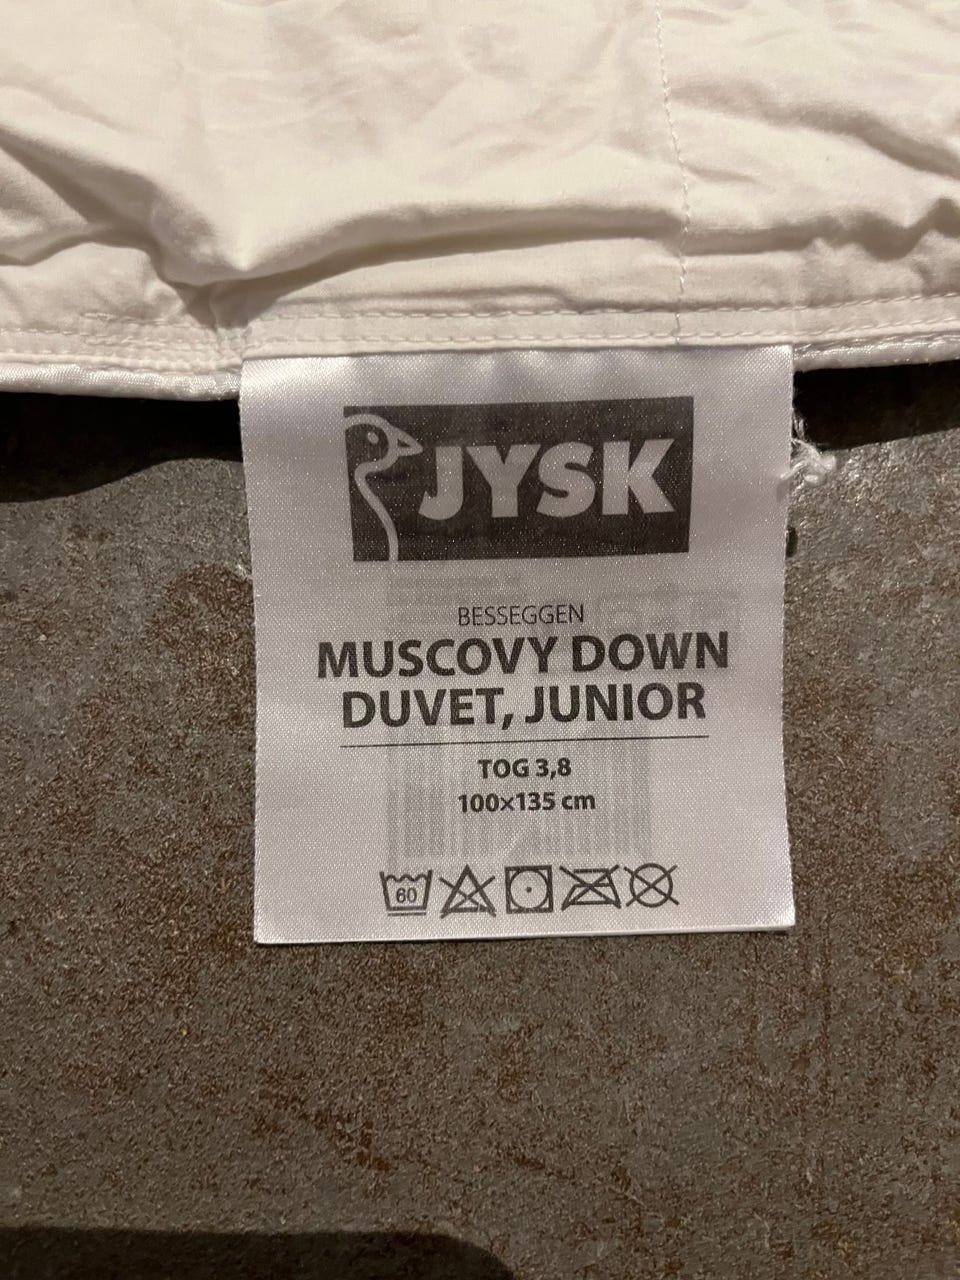 JYSK
BESSEGGEN
MUSCOVY DOWN
DUVET, JUNIOR
TOG 3,8
100×135 cm
60